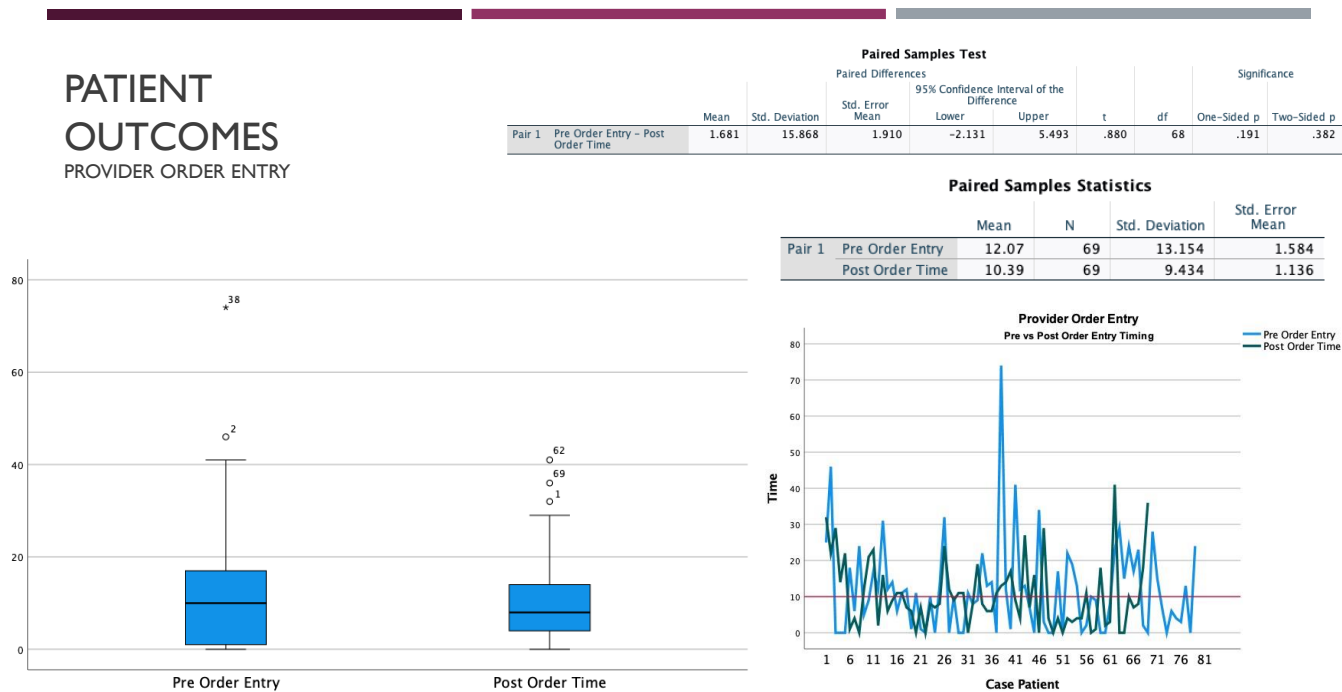 PATIENT
OUTCOMES
PROVIDER ORDER ENTRY
Paired Samples Test
Paired Differences
Significance
95% Confidence Interval of the
Difference
Mean Std. Deviation Std. Error Mean Lower Upper t df One-Sided p Two-Sided p
Pair 1 Pre Order Entry – Post Order Time 1.681 15.868 1.910 -2.131 5.493 .880 68 .191 .382
Paired Samples Statistics
Mean N Std. Deviation Std. Error Mean
Pair 1 Pre Order Entry 12.07 69 13.154 1.584
Post Order Time 10.39 69 9.434 1.136
80
60
40
20
0
38
2
62
69
1
Pre Order Entry Post Order Time
Provider Order Entry
Pre vs Post Order Entry Timing
Pre Order Entry
Post Order Time
Time
80
70
60
50
40
30
20
10
0
1 6 11 16 21 26 31 36 41 46 51 56 61 66 71 76 81
Case Patient